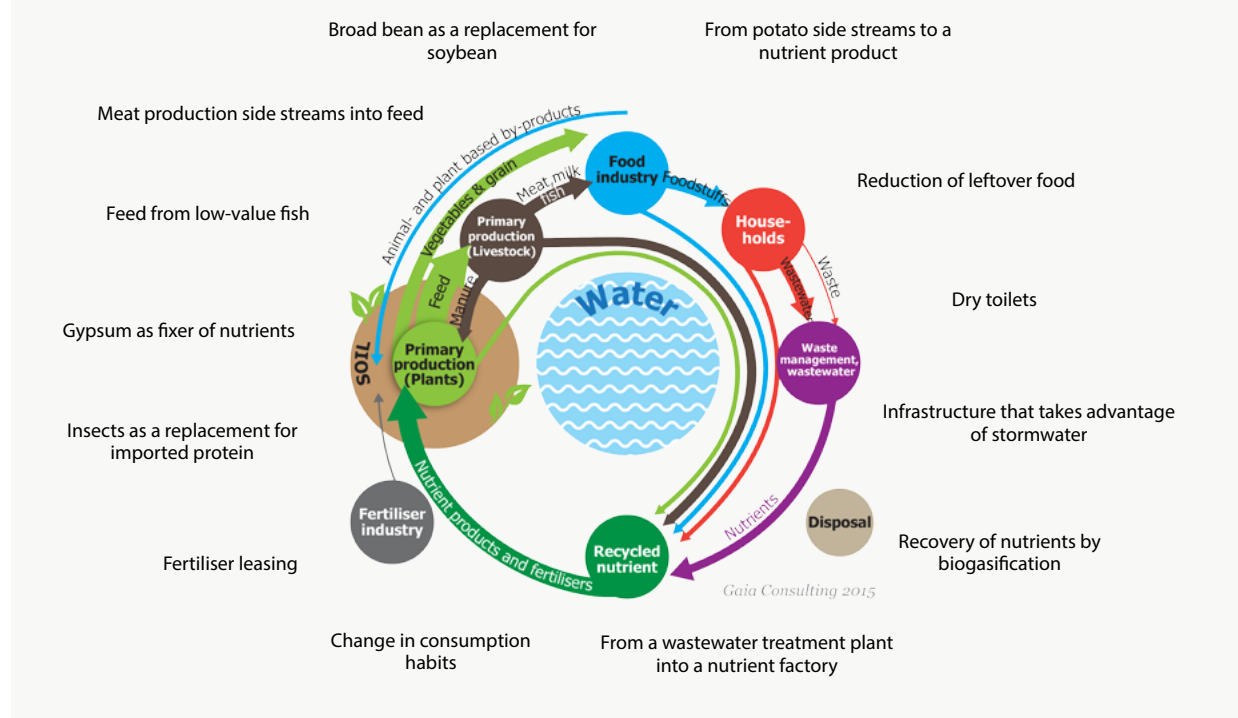 Broad bean as a replacement for
soybean
From potato side streams to a
nutrient product
Meat production side streams into feed
Animal- and plant based by-products
Vegetables & grain
Meat, milk
fish
Food
industry
Foodstuffs
Reduction of leftover food
Feed from low-value fish
Primary
production
(Livestock)
House-
holds
Wastewater
Waste
Feed
Manure
Water
Dry toilets
Gypsum as fixer of nutrients
SOIL
Primary
production
(Plants)
Waste
management,
wastewater
Infrastructure that takes advantage
of stormwater
Insects as a replacement for
imported protein
Nutrient products and fertilisers
Nutrients
Fertiliser
industry
Disposal
Recycled
nutrient
Recovery of nutrients by
biogasification
Fertiliser leasing
Gaia Consulting 2015
Change in consumption
habits
From a wastewater treatment plant
into a nutrient factory